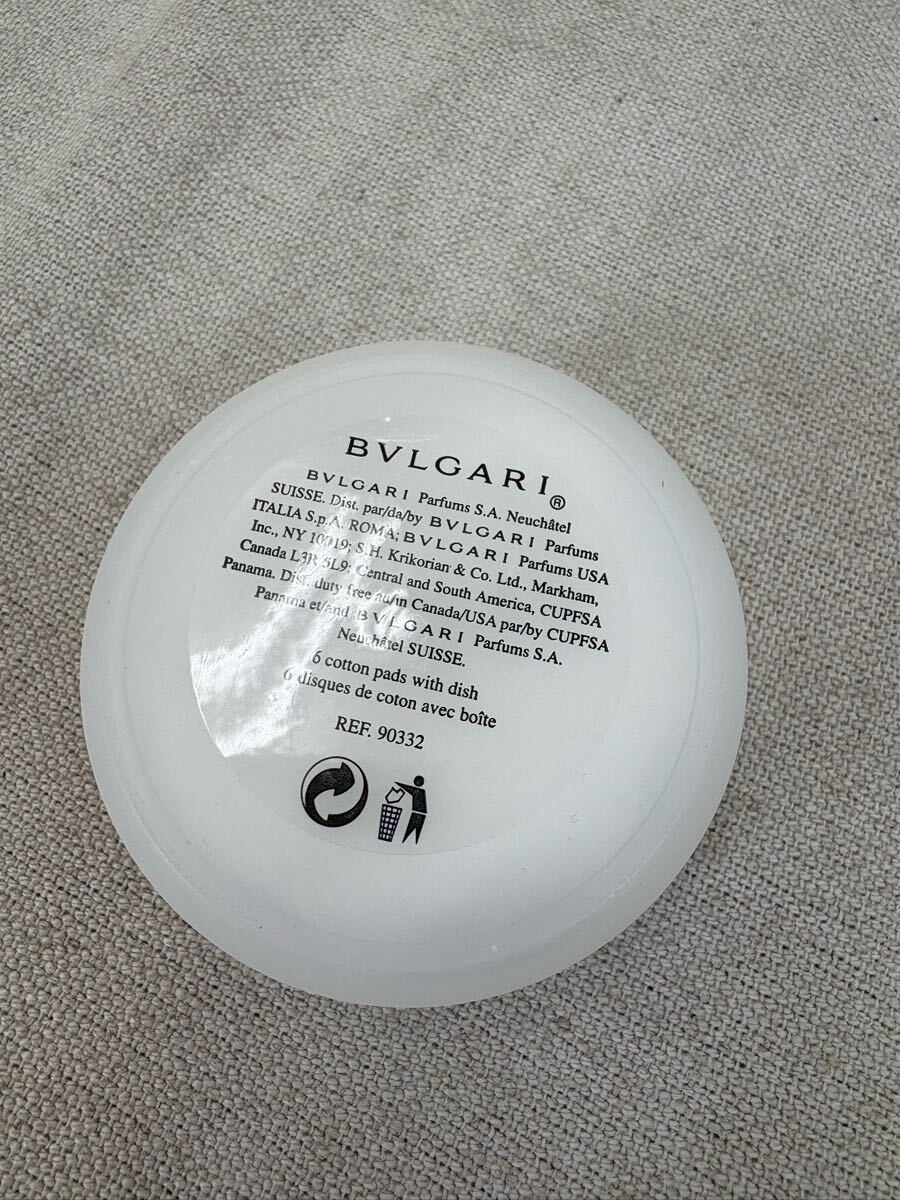 BVLGARI®
BVLGARI Parfums S.A. Neuchâtel
SUISSE. Dist. par/da/by BVLGARI Parfums
ITALIA S.p.A. ROMA; BVLGARI Parfums USA
Inc., NY 10019; S.H. Krikorian & Co. Ltd., Markham,
Canada L3R 5L9; Central and South America, CUPFSA
Panama. Dist. duty free au/in Canada/USA par/by CUPFSA
Panama et/and BVLGARI Parfums S.A.
Neuchâtel SUISSE.
6 cotton pads with dish
6 disques de coton avec boîte
REF. 90332